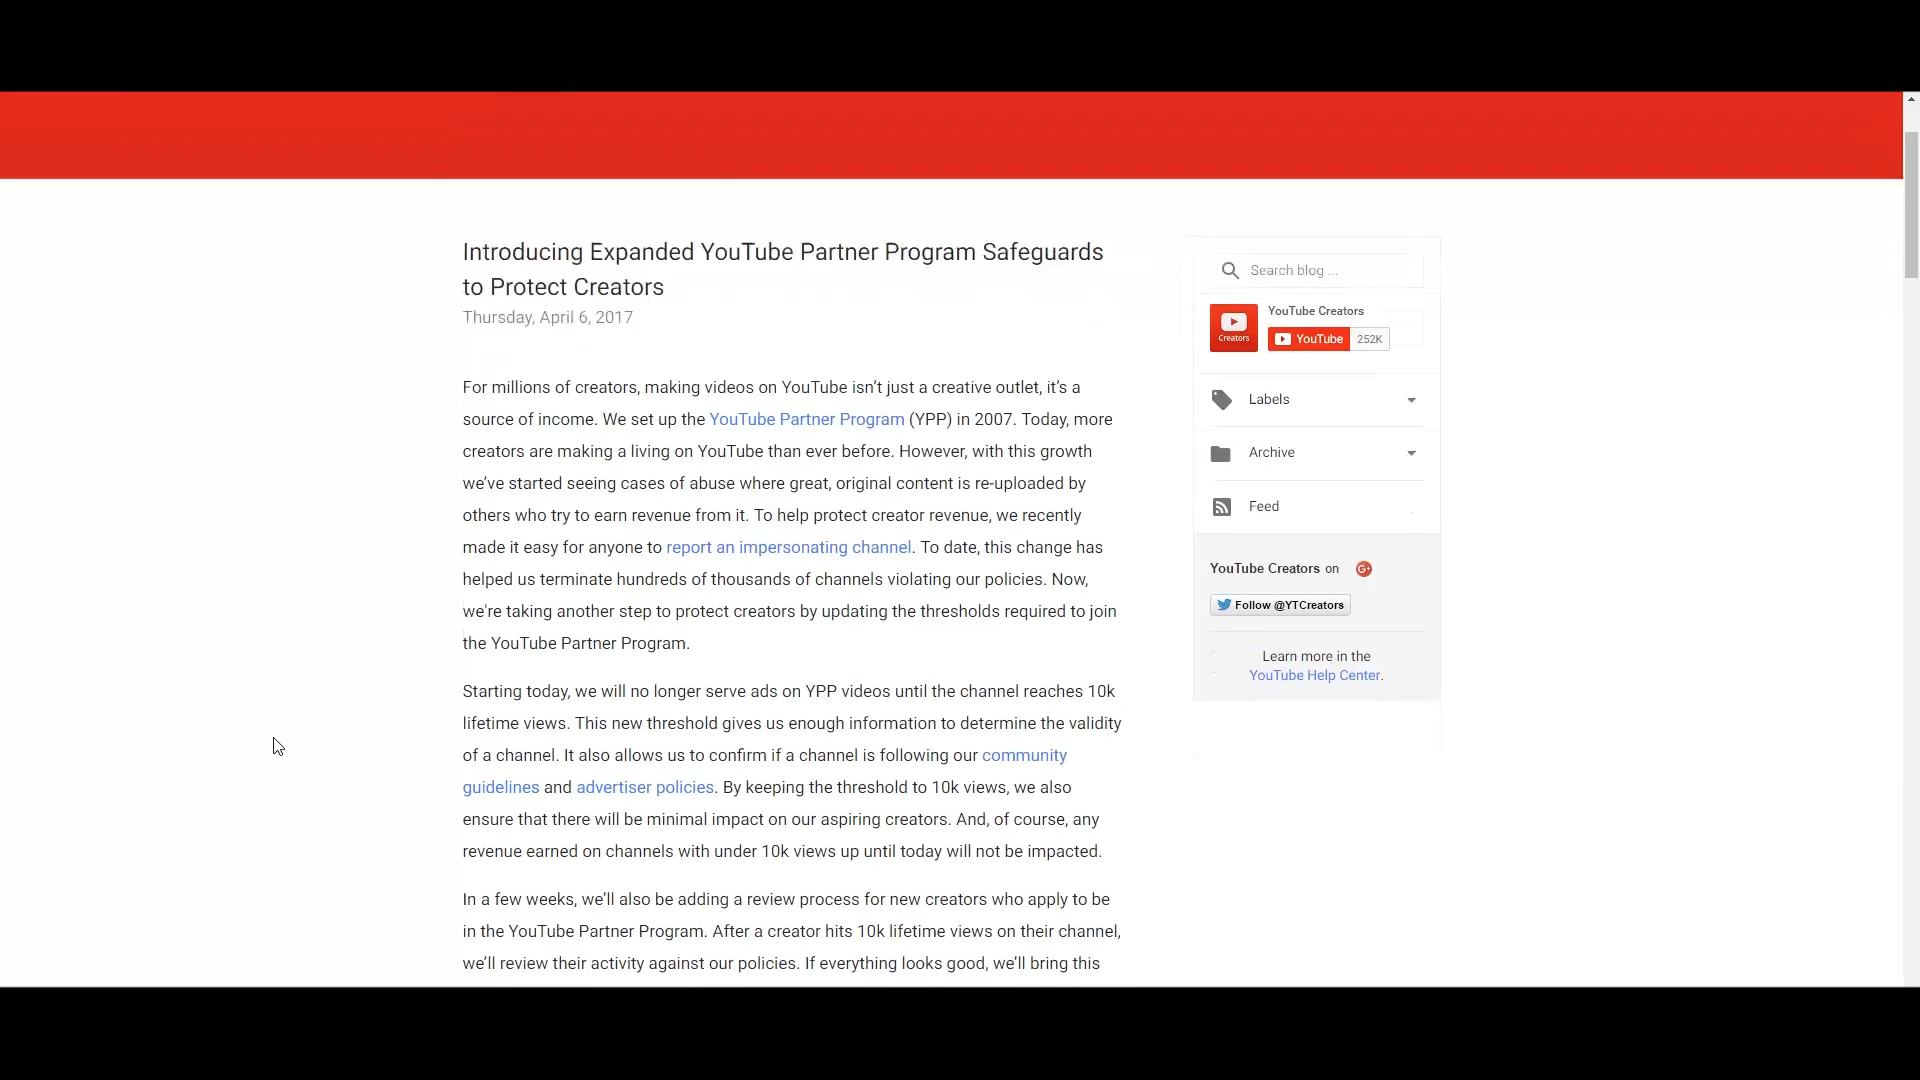 Introducing Expanded YouTube Partner Program Safeguards
to Protect Creators
Thursday, April 6, 2017
For millions of creators, making videos on YouTube isn’t just a creative outlet, it’s a
source of income. We set up the YouTube Partner Program (YPP) in 2007. Today, more
creators are making a living on YouTube than ever before. However, with this growth
we’ve started seeing cases of abuse where great, original content is re-uploaded by
others who try to earn revenue from it. To help protect creator revenue, we recently
made it easy for anyone to report an impersonating channel. To date, this change has
helped us terminate hundreds of thousands of channels violating our policies. Now,
we're taking another step to protect creators by updating the thresholds required to join
the YouTube Partner Program.
Starting today, we will no longer serve ads on YPP videos until the channel reaches 10k
lifetime views. This new threshold gives us enough information to determine the validity
of a channel. It also allows us to confirm if a channel is following our community
guidelines and advertiser policies. By keeping the threshold to 10k views, we also
ensure that there will be minimal impact on our aspiring creators. And, of course, any
revenue earned on channels with under 10k views up until today will not be impacted.
In a few weeks, we’ll also be adding a review process for new creators who apply to be
in the YouTube Partner Program. After a creator hits 10k lifetime views on their channel,
we’ll review their activity against our policies. If everything looks good, we’ll bring this
Search blog ...
Creators
YouTube Creators
YouTube 252K
Labels
Archive
Feed
YouTube Creators on G+
Follow @YTCreators
Learn more in the
YouTube Help Center.